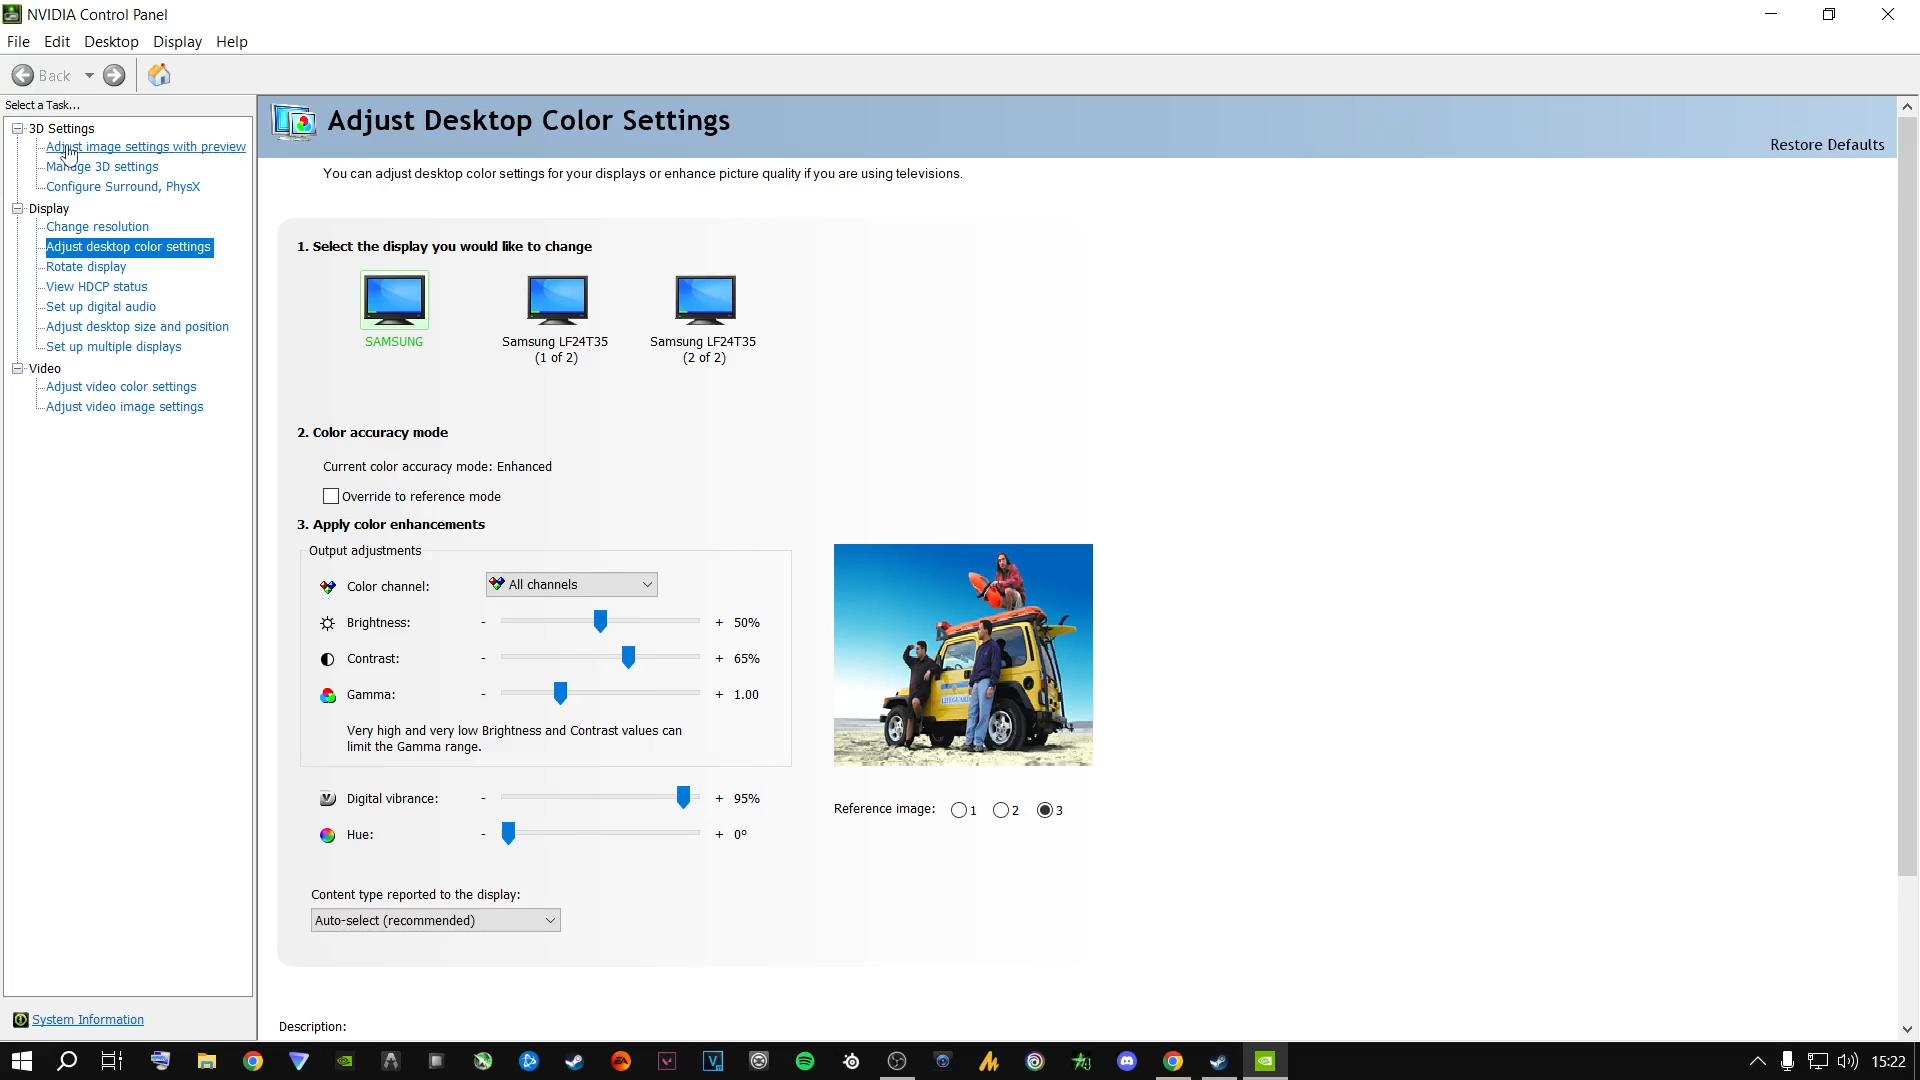 NVIDIA Control Panel
File Edit Desktop Display Help
Back
Select a Task...
3D Settings
Adjust image settings with preview
Manage 3D settings
Configure Surround, PhysX
Display
Change resolution
Adjust desktop color settings
Rotate display
View HDCP status
Set up digital audio
Adjust desktop size and position
Set up multiple displays
Video
Adjust video color settings
Adjust video image settings
System Information
Adjust Desktop Color Settings
Restore Defaults
You can adjust desktop color settings for your displays or enhance picture quality if you are using televisions.
1. Select the display you would like to change
SAMSUNG
Samsung LF24T35
(1 of 2)
Samsung LF24T35
(2 of 2)
2. Color accuracy mode
Current color accuracy mode: Enhanced
Override to reference mode
3. Apply color enhancements
Output adjustments
Color channel: All channels
Brightness: - + 50%
Contrast: - + 65%
Gamma: - + 1.00
Very high and very low Brightness and Contrast values can
limit the Gamma range.
Digital vibrance: - + 95%
Hue: - + 0°
LIFEGUARD
Reference image: 1 2 3
Content type reported to the display:
Auto-select (recommended)
Description:
15:22